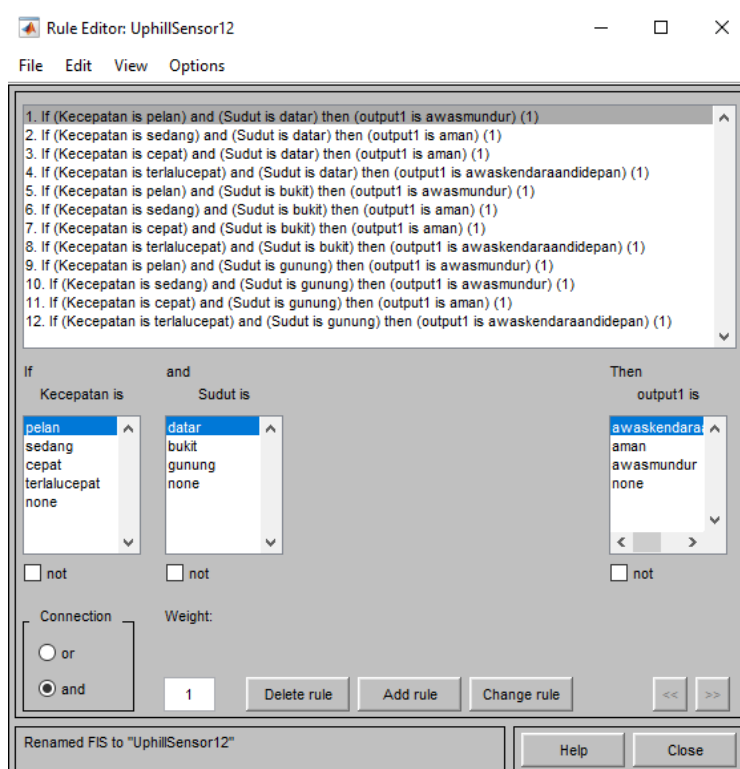 Rule Editor: UphillSensor12
File Edit View Options
1. If (Kecepatan is pelan) and (Sudut is datar) then (output1 is awasmundur) (1)
2. If (Kecepatan is sedang) and (Sudut is datar) then (output1 is aman) (1)
3. If (Kecepatan is cepat) and (Sudut is datar) then (output1 is aman) (1)
4. If (Kecepatan is terlalucepat) and (Sudut is datar) then (output1 is awaskendaraandidepan) (1)
5. If (Kecepatan is pelan) and (Sudut is bukit) then (output1 is awasmundur) (1)
6. If (Kecepatan is sedang) and (Sudut is bukit) then (output1 is aman) (1)
7. If (Kecepatan is cepat) and (Sudut is bukit) then (output1 is aman) (1)
8. If (Kecepatan is terlalucepat) and (Sudut is bukit) then (output1 is awaskendaraandidepan) (1)
9. If (Kecepatan is pelan) and (Sudut is gunung) then (output1 is awasmundur) (1)
10. If (Kecepatan is sedang) and (Sudut is gunung) then (output1 is awasmundur) (1)
11. If (Kecepatan is cepat) and (Sudut is gunung) then (output1 is aman) (1)
12. If (Kecepatan is terlalucepat) and (Sudut is gunung) then (output1 is awaskendaraandidepan) (1)
If and Then
Kecepatan is Sudut is output1 is
pelan datar awaskendaraa
sedang bukit aman
cepat gunung awasmundur
terlalucepat none none
none
not not not
Connection Weight:
or
and 1 Delete rule Add rule Change rule << >>
Renamed FIS to "UphillSensor12" Help Close